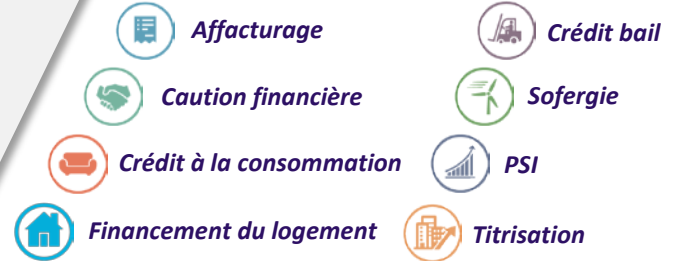 Affacturage
Crédit bail
Caution financière
Sofergie
Crédit à la consommation
PSI
Financement du logement
Titrisation